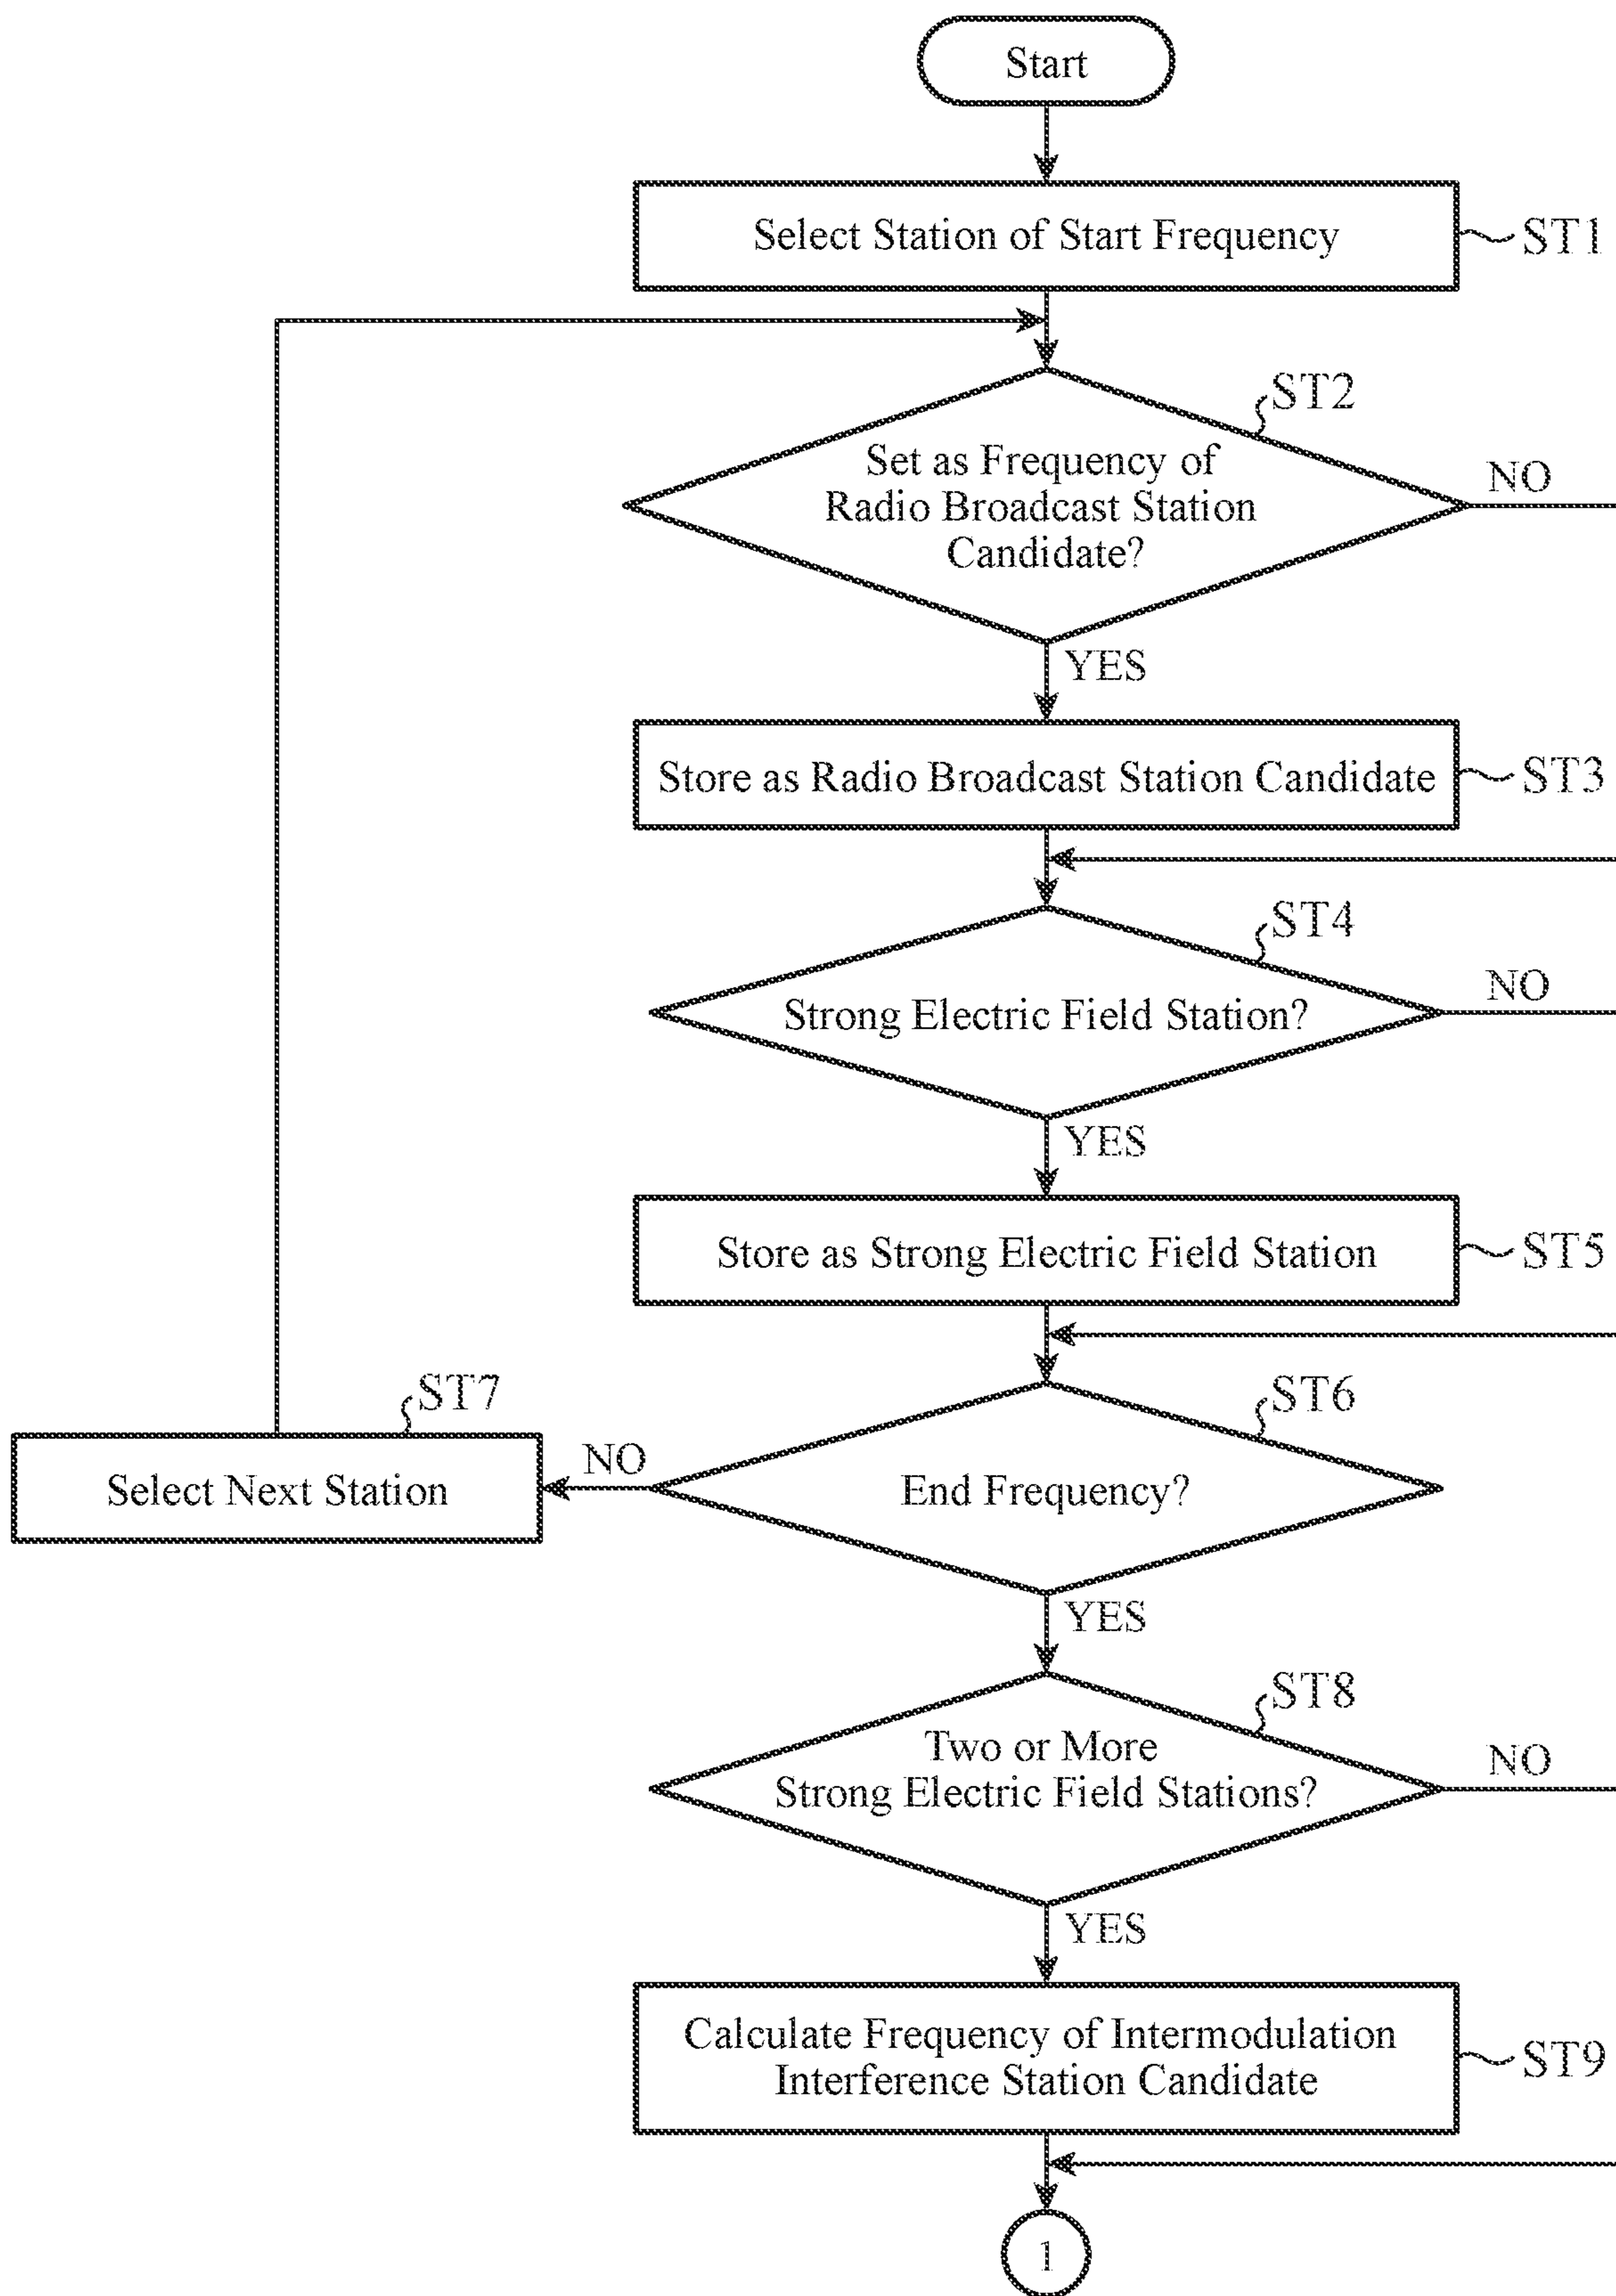 Start
Select Station of Start Frequency
ST1
ST2
Set as Frequency of
Radio Broadcast Station
Candidate?
NO
YES
Store as Radio Broadcast Station Candidate
ST3
ST4
Strong Electric Field Station?
NO
YES
Store as Strong Electric Field Station
ST5
ST6
End Frequency?
NO
ST7
Select Next Station
YES
ST8
Two or More
Strong Electric Field Stations?
NO
YES
Calculate Frequency of Intermodulation
Interference Station Candidate
ST9
1